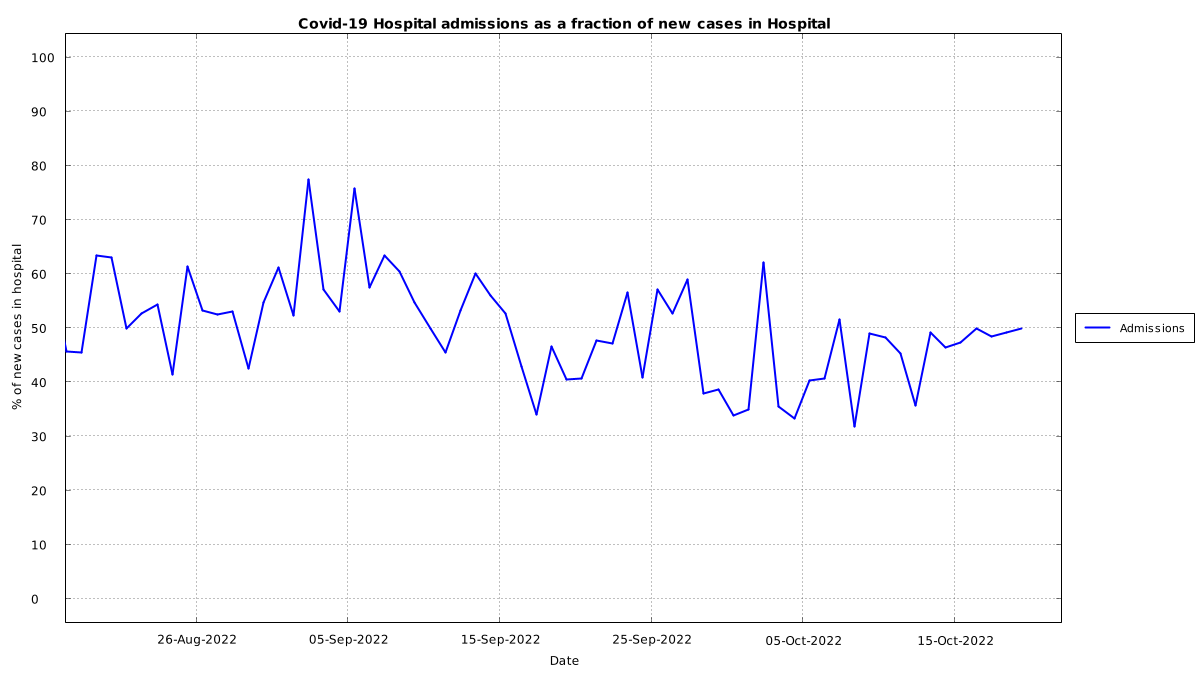 Covid-19 Hospital admissions as a fraction of new cases in Hospital
100
90
80
70
60
50
40
30
20
10
0
% of new cases in hospital
26-Aug-2022
05-Sep-2022
15-Sep-2022
25-Sep-2022
05-Oct-2022
15-Oct-2022
Date
Admissions